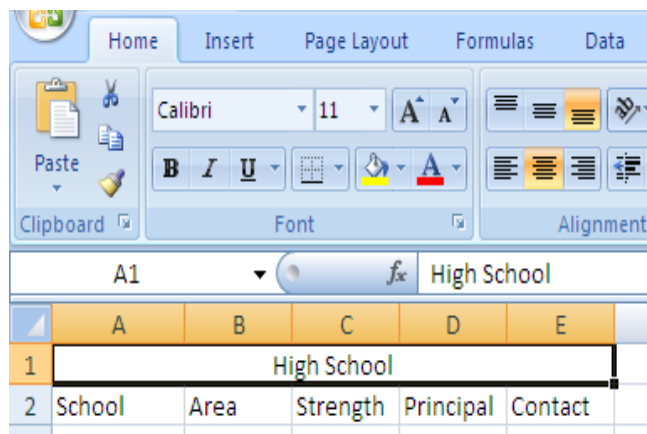 Home Insert Page Layout Formulas Data
Calibri 11 A A
Paste B I U A
Clipboard Font Alignment
A1 fx High School
A B C D E
1 High School
2 School Area Strength Principal Contact